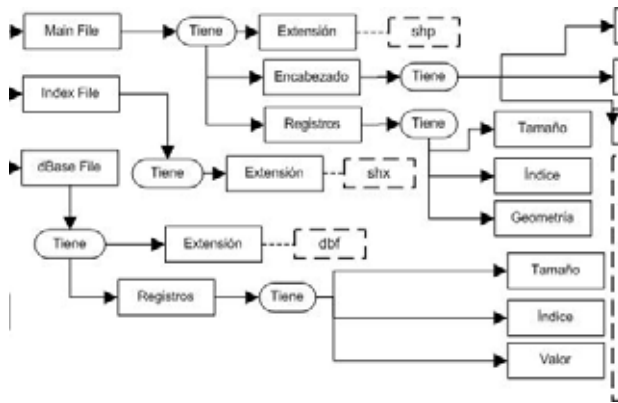 Main File
Tiene
Extensión
shp
Encabezado
Tiene
Index File
Registros
Tiene
Tamaño
dBase File
Tiene
Extensión
shx
Índice
Geometría
Tiene
Extensión
dbf
Tamaño
Registros
Tiene
Índice
Valor